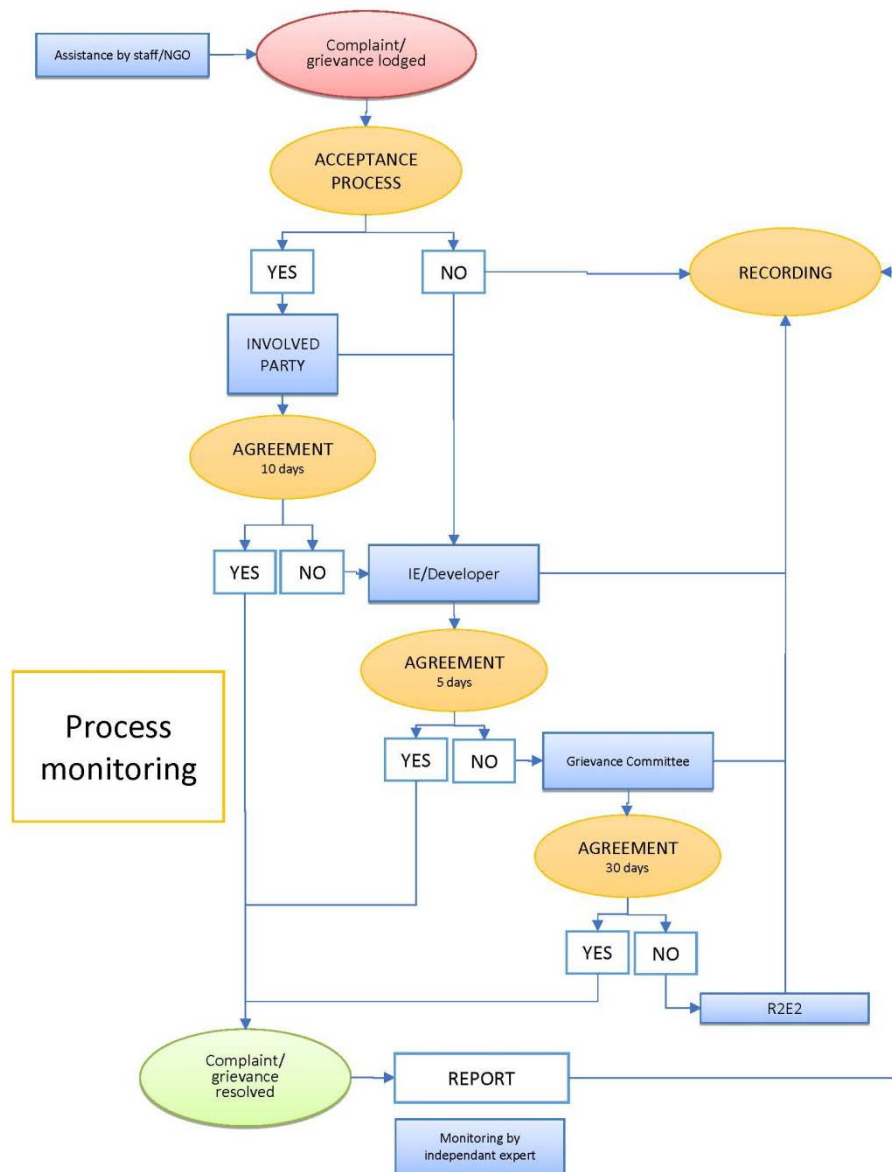 Assistance by staff/NGO
Complaint/
grievance lodged
ACCEPTANCE
PROCESS
YES
NO
RECORDING
INVOLVED
PARTY
AGREEMENT
10 days
YES
NO
IE/Developer
AGREEMENT
5 days
Process
monitoring
YES
NO
Grievance Committee
AGREEMENT
30 days
YES
NO
R2E2
Complaint/
grievance
resolved
REPORT
Monitoring by
independant expert